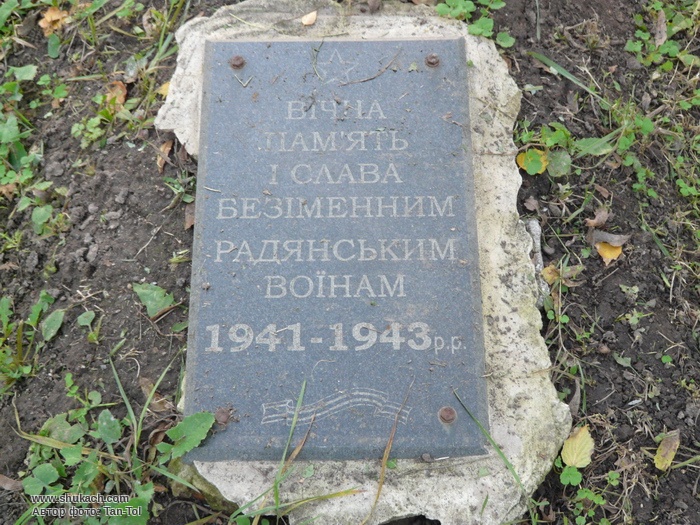 ВІЧНА
ПАМ'ЯТЬ
І СЛАВА
БЕЗІМЕННИМ
РАДЯНСЬКИМ
ВОЇНАМ
1941-1943р.р.
www.shukach.com
Автор фото: Tan-Tol